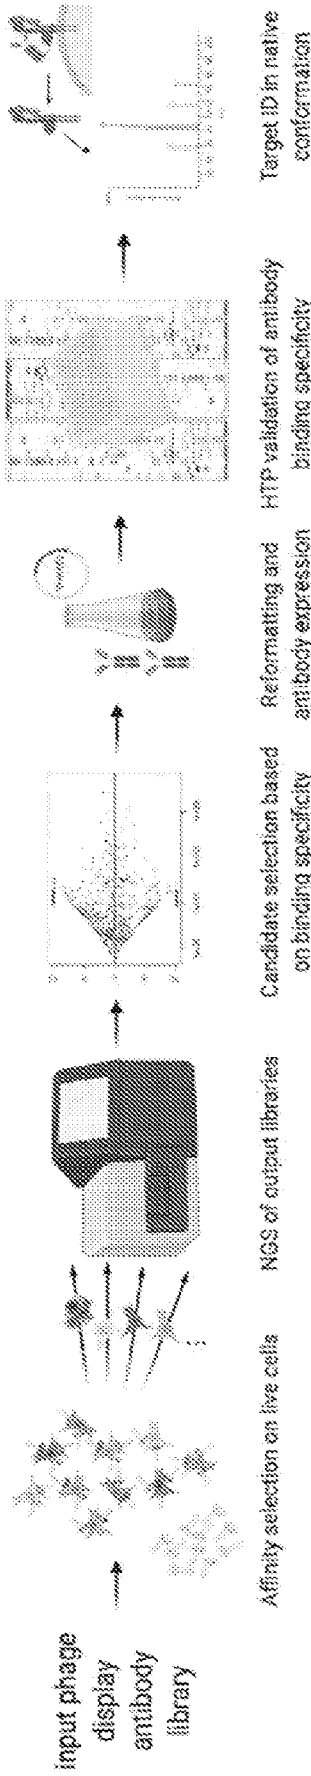 input phage
display
antibody
library
Affinity selection on live cells
NGS of output libraries
Candidate selection based
on binding specificity
Reformatting and
antibody expression
HTP validation of antibody
binding specificity
Target ID in native
conformation